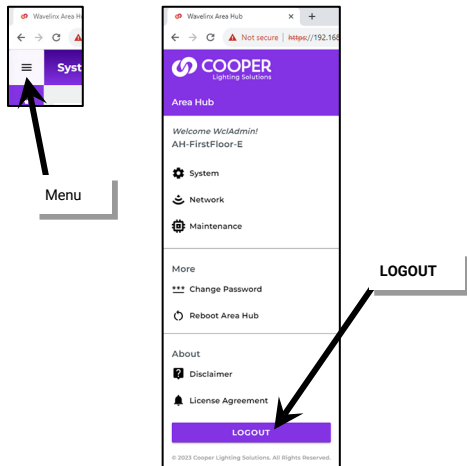 Wavelinx Area H
Syst
Menu
Wavelinx Area Hub
Not secure | https://192.168
COOPER
Lighting Solutions
Area Hub
Welcome WclAdmin!
AH-FirstFloor-E
System
Network
Maintenance
More
*** Change Password
Reboot Area Hub
About
Disclaimer
License Agreement
LOGOUT
LOGOUT
© 2023 Cooper Lighting Solutions. All Rights Reserved.